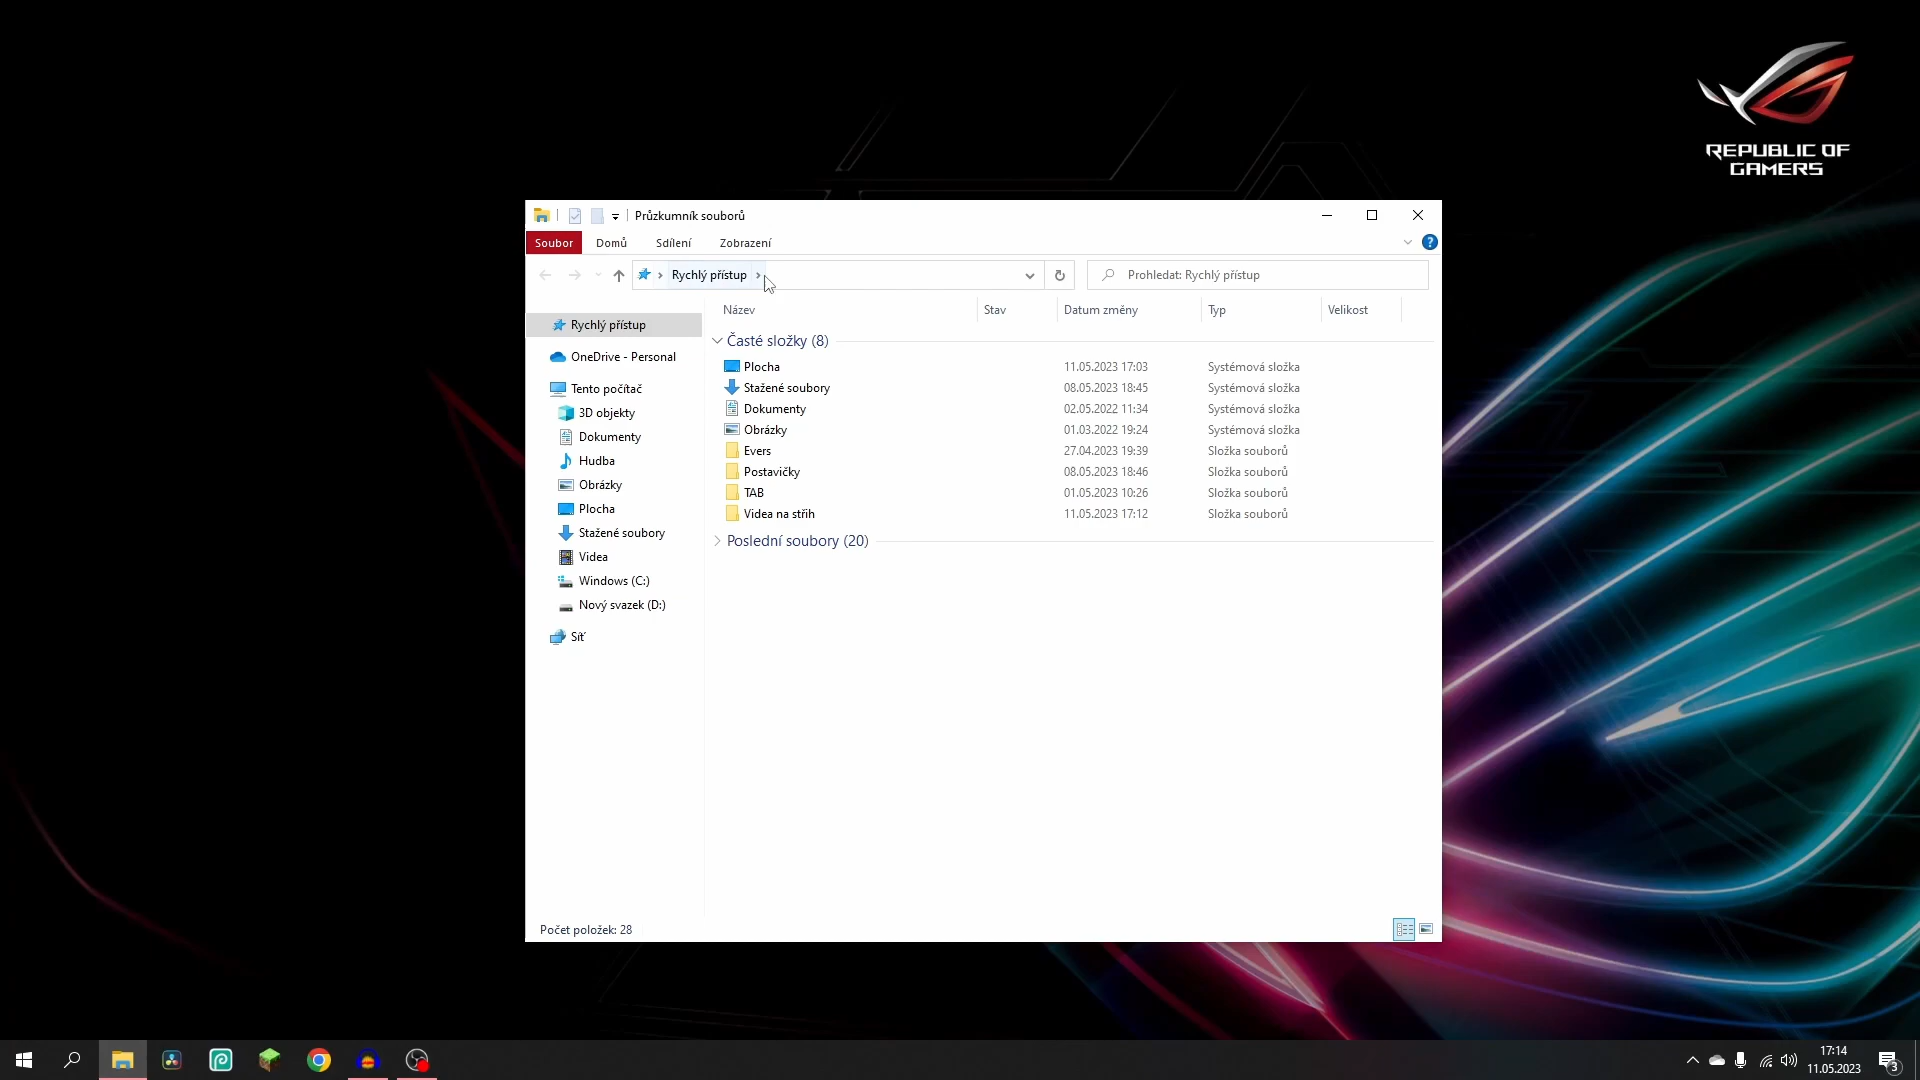 REPUBLIC OF
GAMERS
Průzkumník souborů
Soubor Domů Sdílení Zobrazení ?
Rychlý přístup Prohledat: Rychlý přístup
Název Stav Datum změny Typ Velikost
Rychlý přístup
OneDrive - Personal
Tento počítač
3D objekty
Dokumenty
Hudba
Obrázky
Plocha
Stažené soubory
Videa
Windows (C:)
Nový svazek (D:)
Síť
Časté složky (8)
Plocha 11.05.2023 17:03 Systémová složka
Stažené soubory 08.05.2023 18:45 Systémová složka
Dokumenty 02.05.2022 11:34 Systémová složka
Obrázky 01.03.2022 19:24 Systémová složka
Evers 27.04.2023 19:39 Složka souborů
Postavičky 08.05.2023 18:46 Složka souborů
TAB 01.05.2023 10:26 Složka souborů
Videa na střih 11.05.2023 17:12 Složka souborů
Poslední soubory (20)
Počet položek: 28
17:14
11.05.2023
3